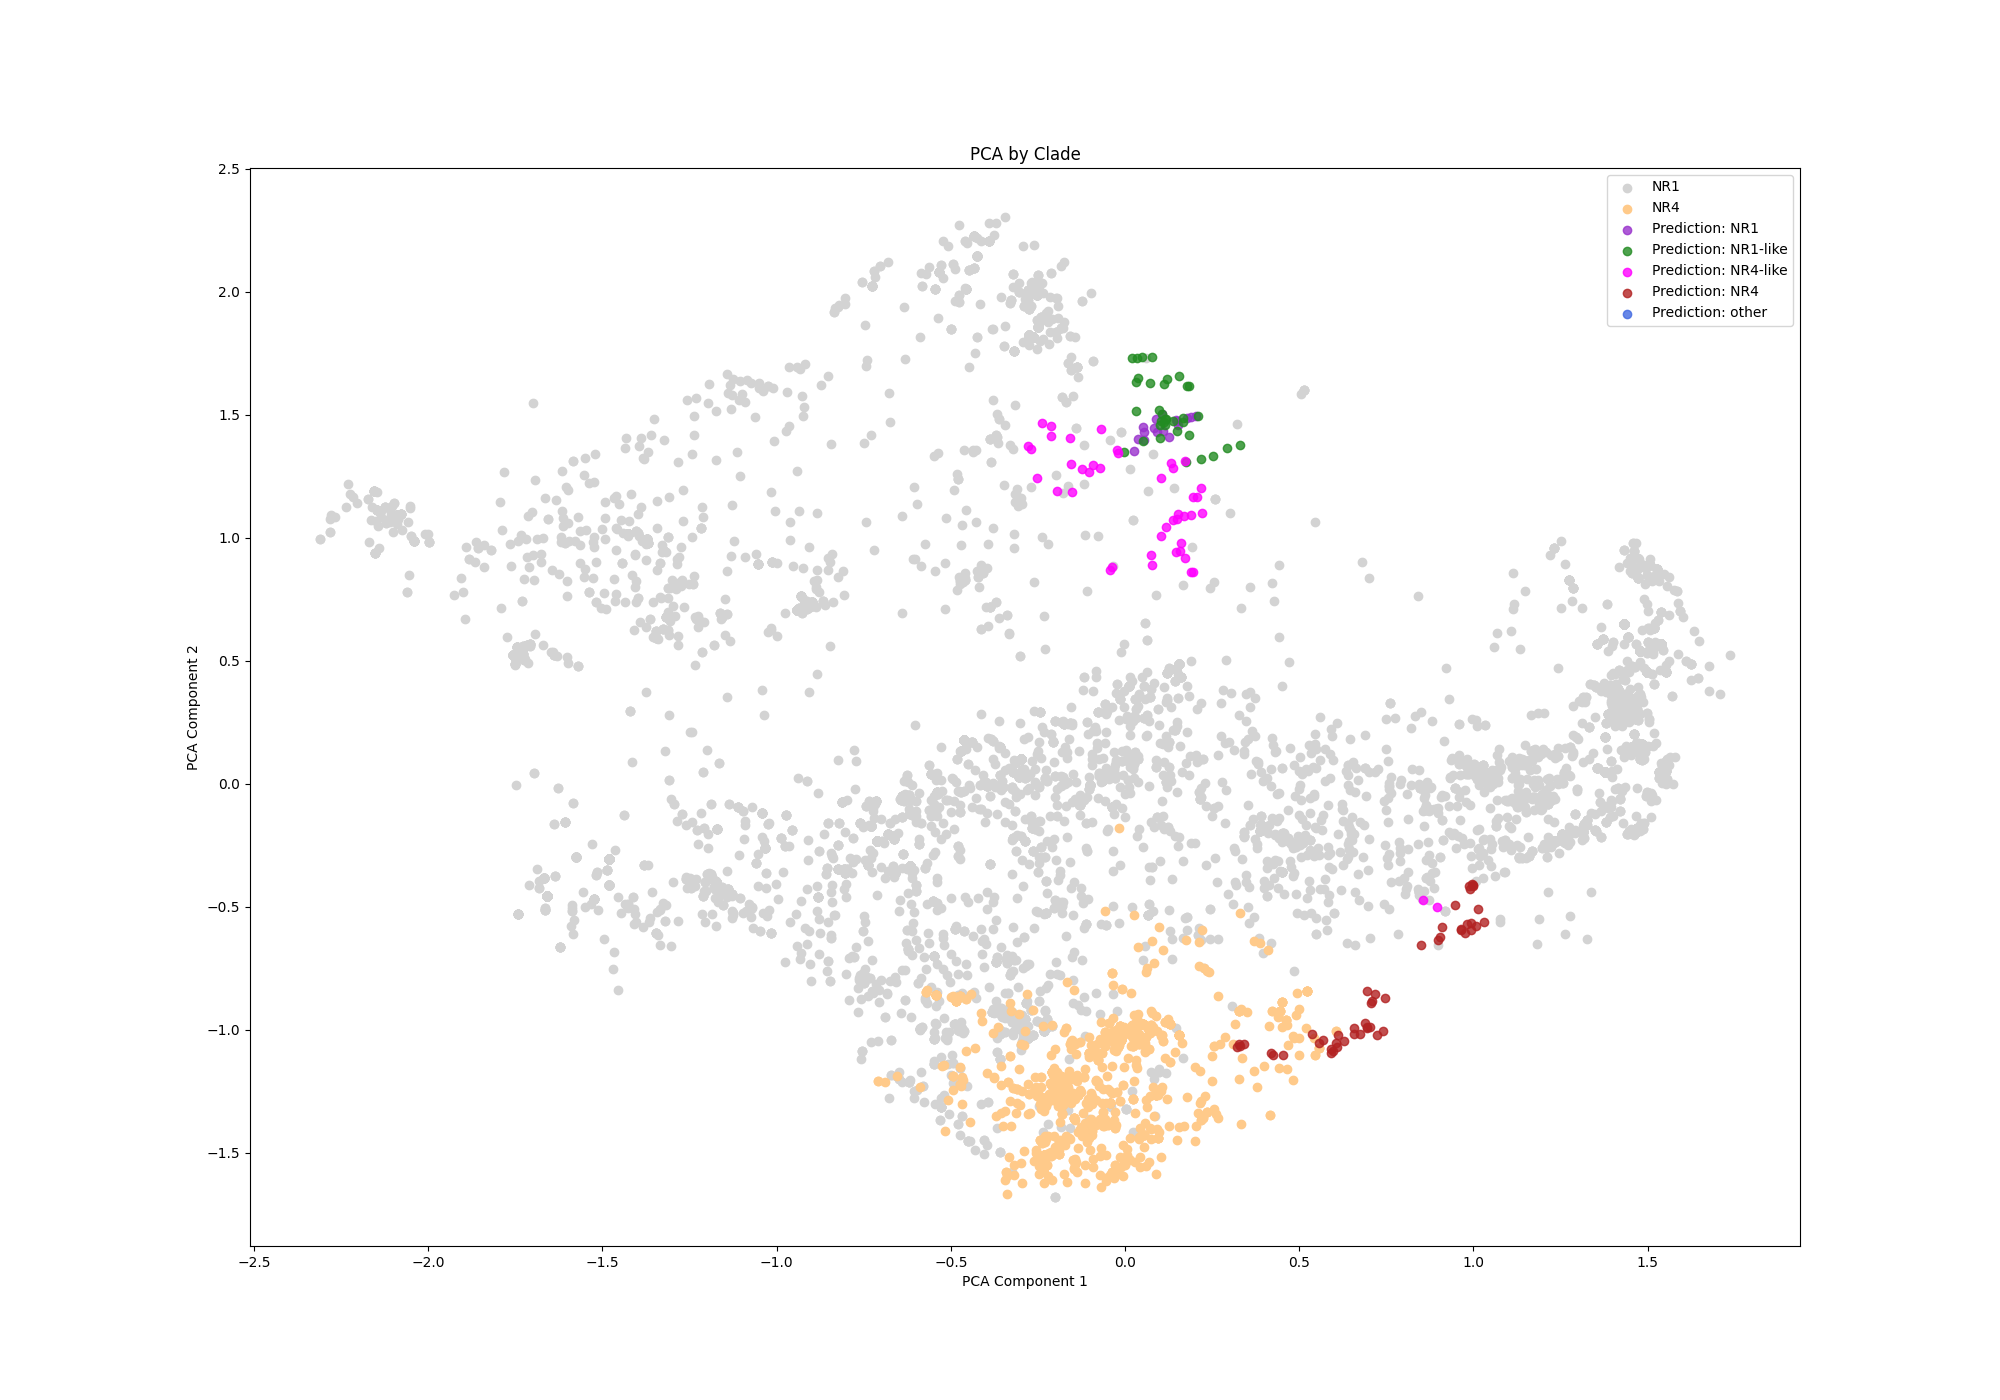 PCA by Clade
NR1
NR4
Prediction: NR1
Prediction: NR1-like
Prediction: NR4-like
Prediction: NR4
Prediction: other
PCA Component 2
2.5
2.0
1.5
1.0
0.5
0.0
−0.5
−1.0
−1.5
−2.5 −2.0 −1.5 −1.0 −0.5 0.0 0.5 1.0 1.5
PCA Component 1